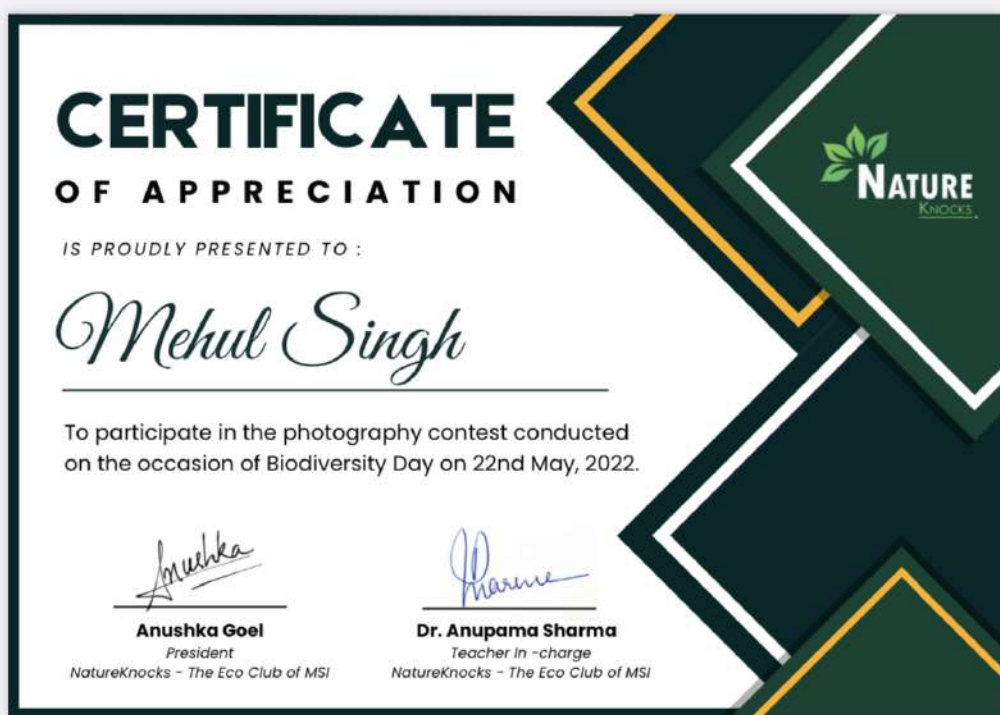 CERTIFICATE
OF APPRECIATION
IS PROUDLY PRESENTED TO :
Mehul Singh
To participate in the photography contest conducted
on the occasion of Biodiversity Day on 22nd May, 2022.
NATURE
KNOCKS
Anushka
Sharma
Anushka Goel
President
NatureKnocks - The Eco Club of MSI
Dr. Anupama Sharma
Teacher In -charge
NatureKnocks - The Eco Club of MSI